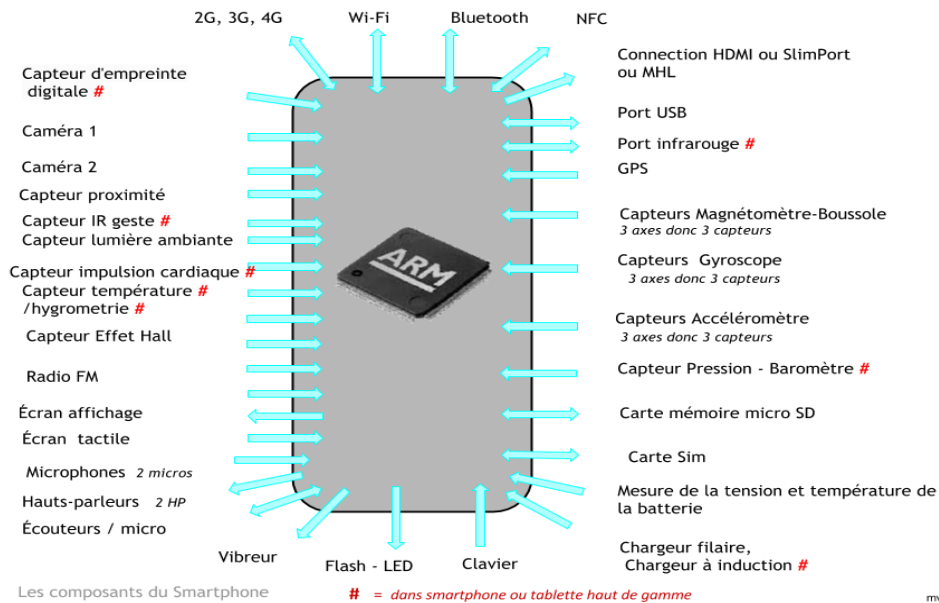 2G, 3G, 4G
Wi-Fi
Bluetooth
NFC
Capteur d'empreinte
digitale #
Caméra 1
Caméra 2
Capteur proximité
Capteur IR geste #
Capteur lumière ambiante
Capteur impulsion cardiaque #
Capteur température #
/hygrometrie #
Capteur Effet Hall
Radio FM
Écran affichage
Écran tactile
Microphones 2 micros
Hauts-parleurs 2 HP
Écouteurs / micro
Vibreur
Flash - LED
Clavier
ARM
Connection HDMI ou SlimPort
ou MHL
Port USB
Port infrarouge #
GPS
Capteurs Magnétomètre-Boussole
3 axes donc 3 capteurs
Capteurs Gyroscope
3 axes donc 3 capteurs
Capteurs Accéléromètre
3 axes donc 3 capteurs
Capteur Pression - Baromètre #
Carte mémoire micro SD
Carte Sim
Mesure de la tension et température de
la batterie
Chargeur filaire,
Chargeur à induction #
Les composants du Smartphone
# = dans smartphone ou tablette haut de gamme